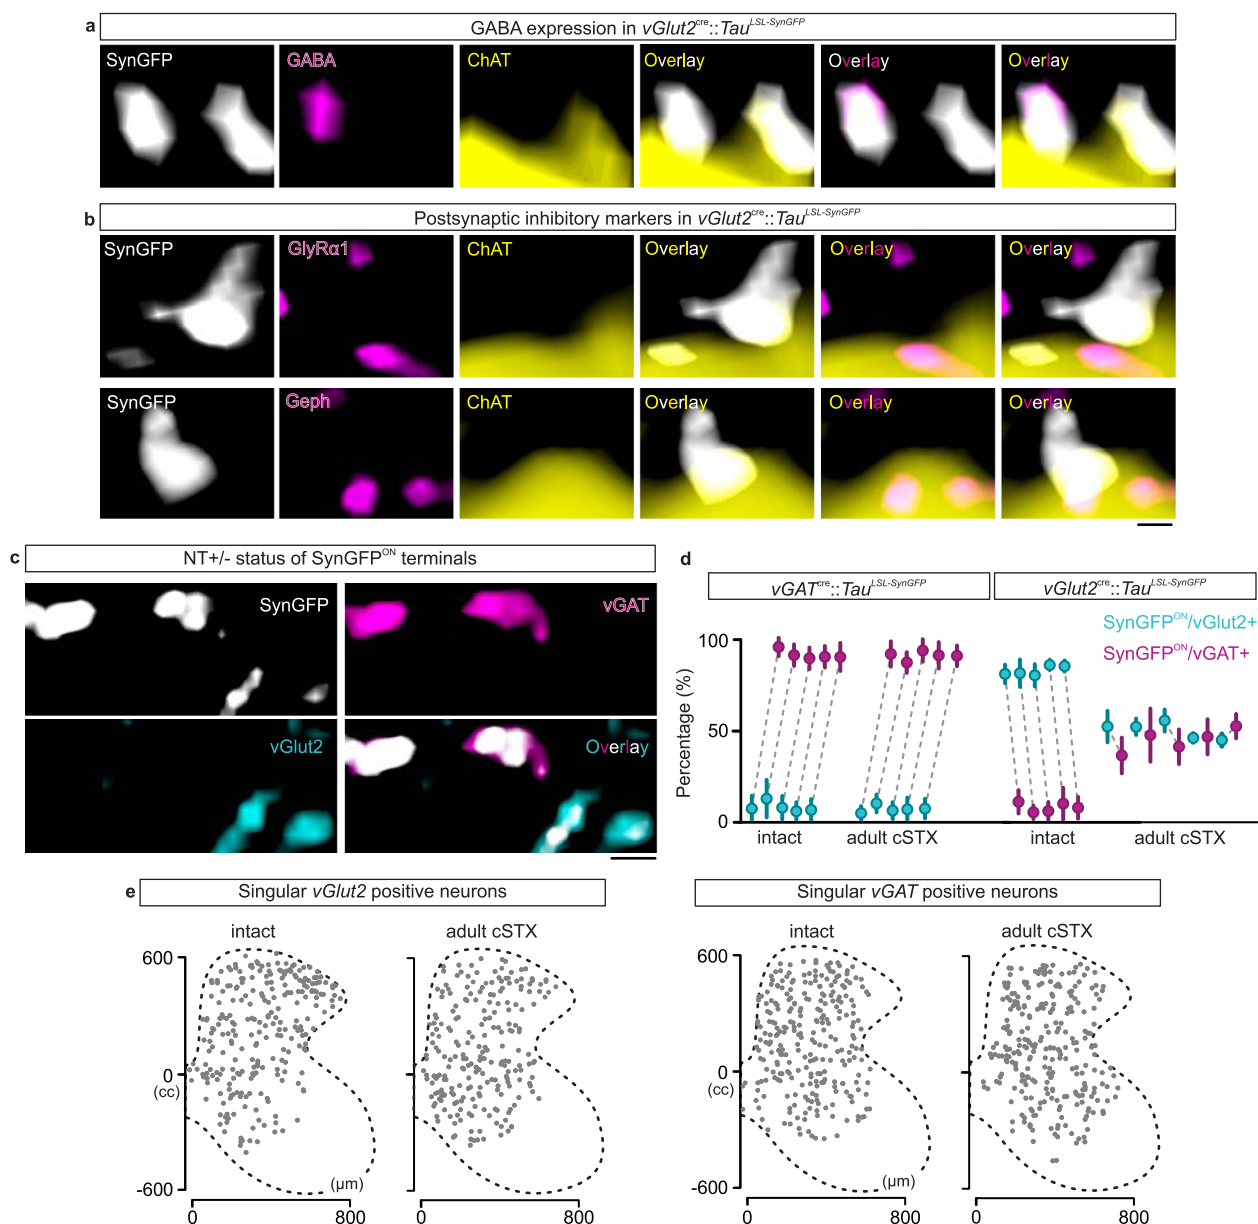 a
GABA expression in vGlut2cre::TauLSL-SynGFP
SynGFP GABA ChAT Overlay Overlay Overlay
b
Postsynaptic inhibitory markers in vGlut2cre::TauLSL-SynGFP
SynGFP GlyRα1 ChAT Overlay Overlay Overlay
SynGFP Geph ChAT Overlay Overlay Overlay
c
NT+/- status of SynGFPON terminals
SynGFP vGAT
vGlut2 Overlay
d
vGATcre::TauLSL-SynGFP vGlut2cre::TauLSL-SynGFP
SynGFPON/vGlut2+
SynGFPON/vGAT+
Percentage (%)
100
50
0
intact adult cSTX intact adult cSTX
e
Singular vGlut2 positive neurons
intact adult cSTX
600
0
(cc)
-600
(µm)
0 800 0 800
Singular vGAT positive neurons
intact adult cSTX
600
0
(cc)
-600
(µm)
0 800 0 800